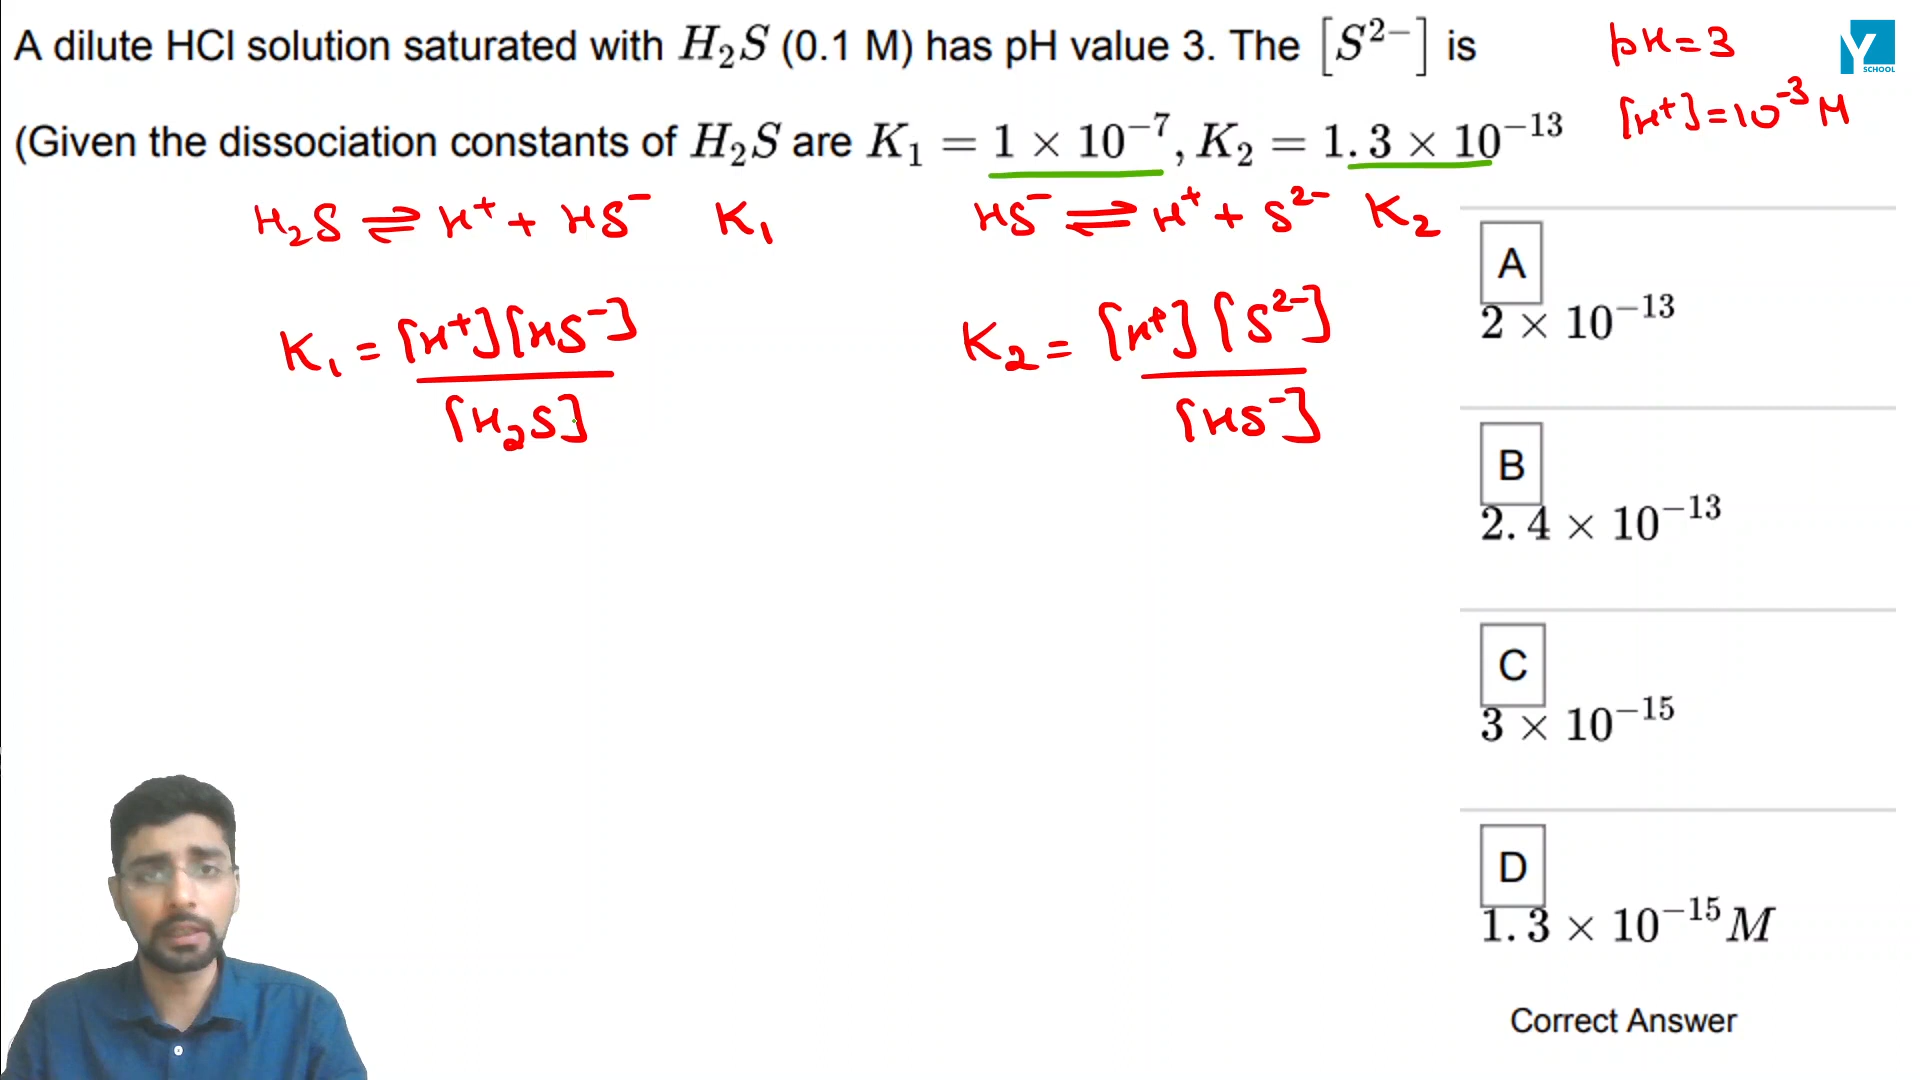 A dilute HCl solution saturated with H₂S (0.1 M) has pH value 3. The [S²⁻] is
(Given the dissociation constants of H₂S are K₁ = 1 × 10⁻⁷, K₂ = 1.3 × 10⁻¹³
pH = 3
[H⁺] = 10⁻³ M
Y
SCHOOL
H₂S ⇌ H⁺ + HS⁻ K₁
HS⁻ ⇌ H⁺ + S²⁻ K₂
K₁ = [H⁺][HS⁻]
[H₂S]
K₂ = [H⁺][S²⁻]
[HS⁻]
A
2 × 10⁻¹³
B
2.4 × 10⁻¹³
C
3 × 10⁻¹⁵
D
1.3 × 10⁻¹⁵ M
Correct Answer